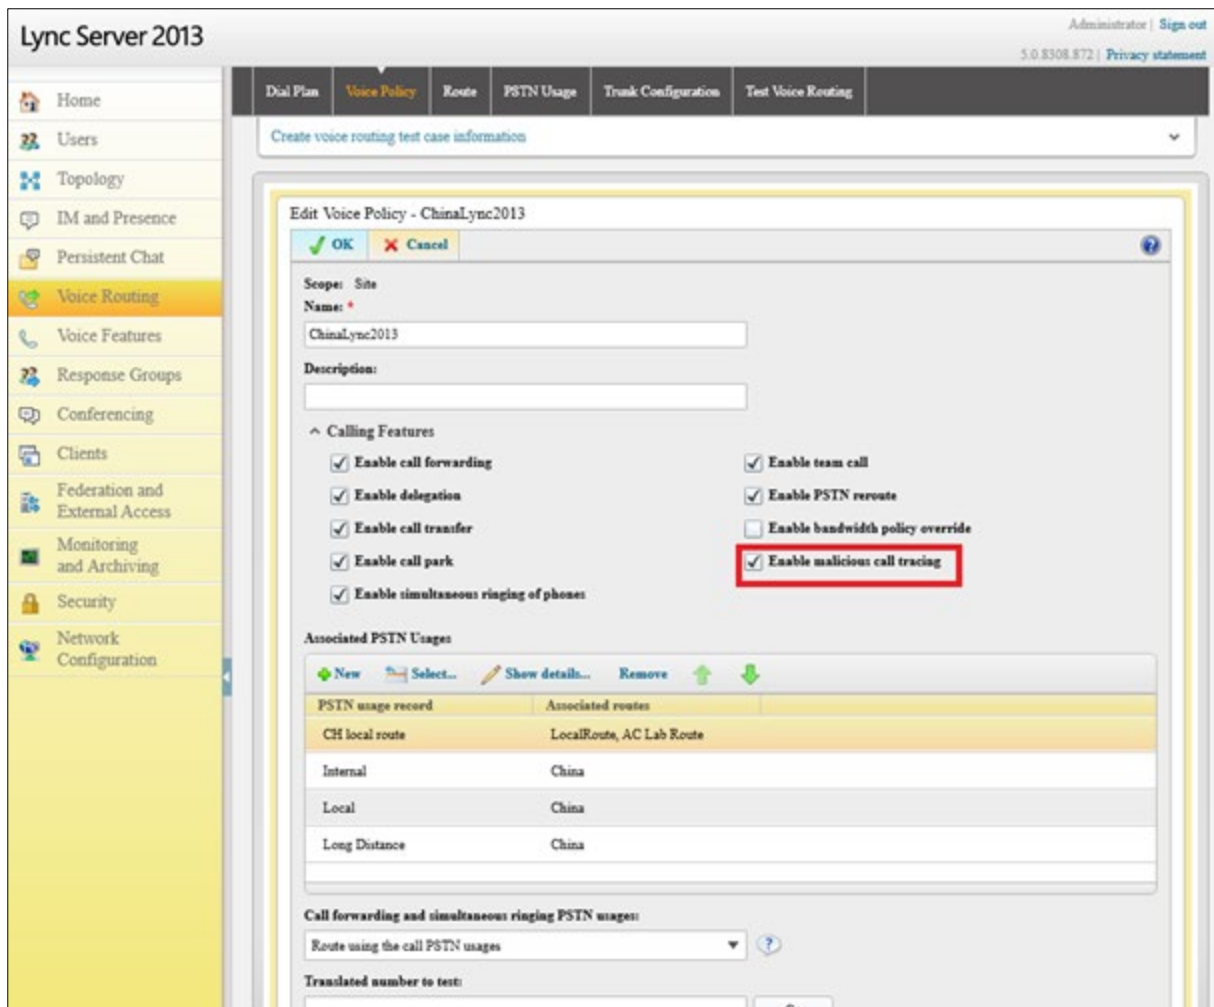 Lync Server 2013
Administrator | Sign out
5.0.8308.872 | Privacy statement
Home
Users
Topology
IM and Presence
Persistent Chat
Voice Routing
Voice Features
Response Groups
Conferencing
Clients
Federation and
External Access
Monitoring
and Archiving
Security
Network
Configuration
Dial Plan Voice Policy Route PSTN Usage Trunk Configuration Test Voice Routing
Create voice routing test case information
Edit Voice Policy - ChinaLync2013
OK Cancel
Scope: Site
Name: *
ChinaLync2013
Description:
Calling Features
Enable call forwarding Enable team call
Enable delegation Enable PSTN reroute
Enable call transfer Enable bandwidth policy override
Enable call park Enable malicious call tracing
Enable simultaneous ringing of phones
Associated PSTN Usages
New Select... Show details... Remove
PSTN usage record Associated routes
CH local route LocalRoute, AC Lab Route
Internal China
Local China
Long Distance China
Call forwarding and simultaneous ringing PSTN usages:
Route using the call PSTN usages
Translated number to test: